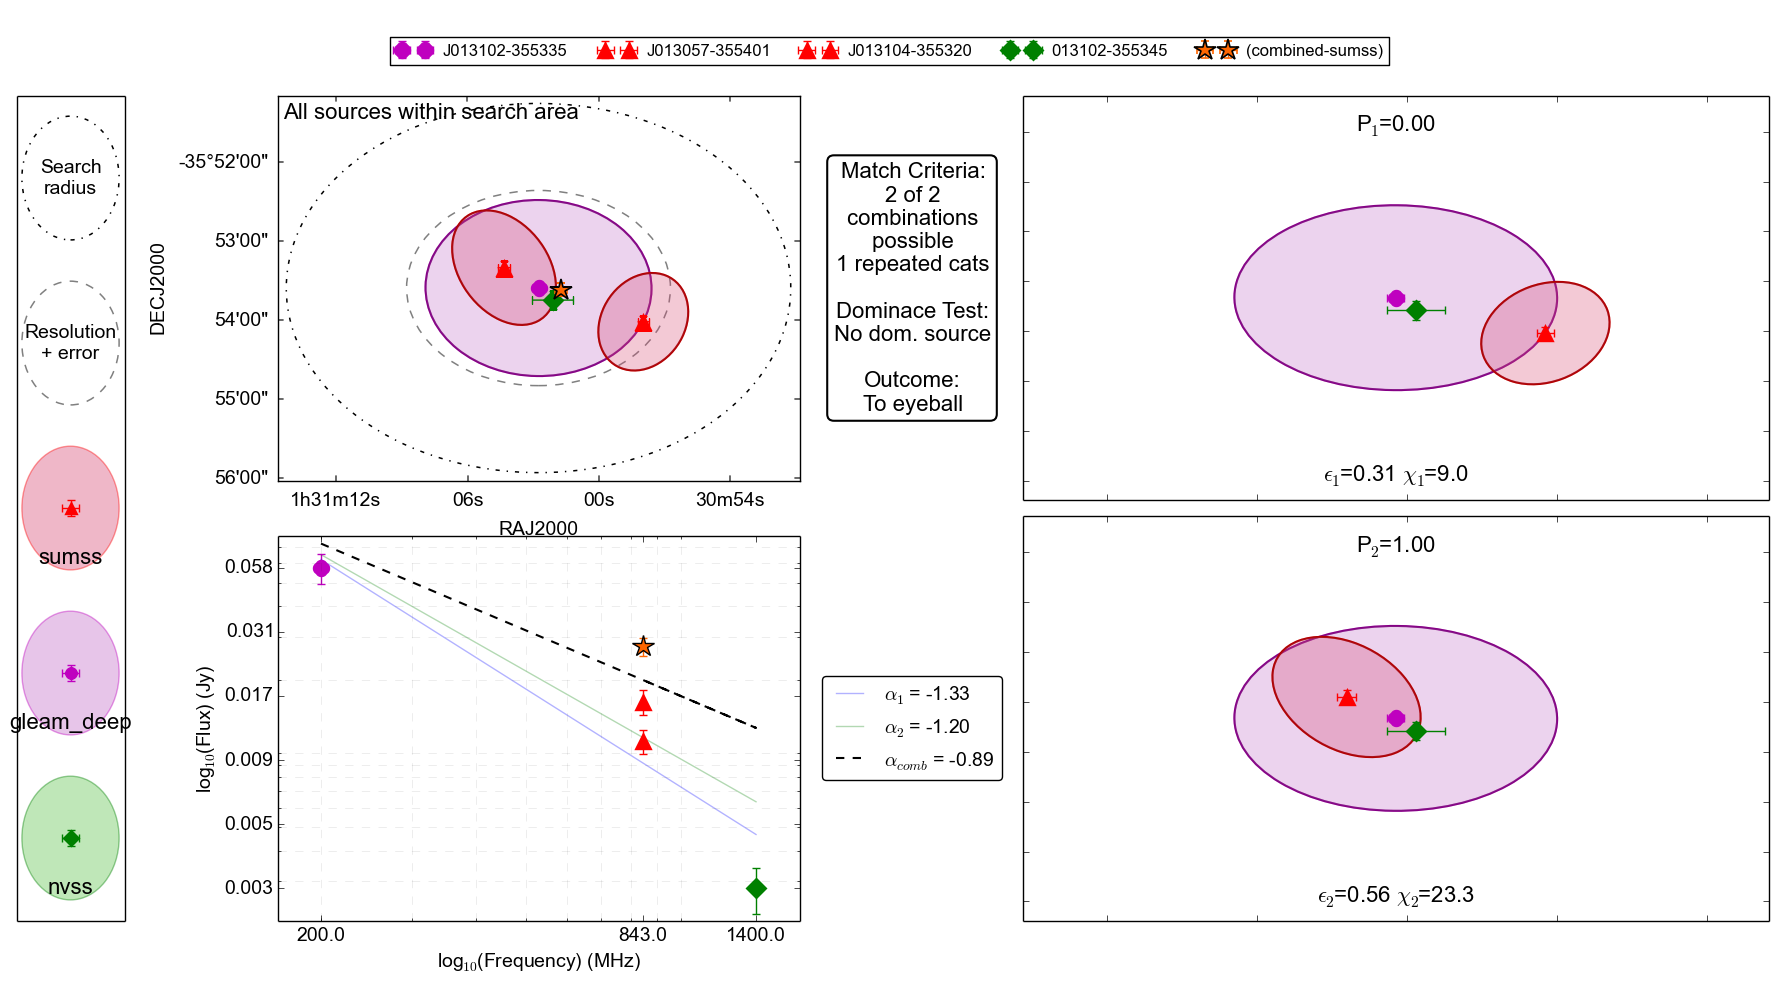 J013102-355335
J013057-355401
J013104-355320
013102-355345
(combined-sumss)
Search
radius
Resolution
+ error
sumss
gleam_deep
nvss
All sources within search area
DECJ2000
-35°52'00"
53'00"
54'00"
55'00"
56'00"
1h31m12s
06s
00s
30m54s
RAJ2000
Match Criteria:
2 of 2
combinations
possible
1 repeated cats
Dominace Test:
No dom. source
Outcome:
To eyeball
P₁=0.00
ϵ₁=0.31 χ₁=9.0
P₂=1.00
ϵ₂=0.56 χ₂=23.3
log₁₀(Flux) (Jy)
0.058
0.031
0.017
0.009
0.005
0.003
200.0
843.0
1400.0
log₁₀(Frequency) (MHz)
α₁ = -1.33
α₂ = -1.20
α_comb = -0.89